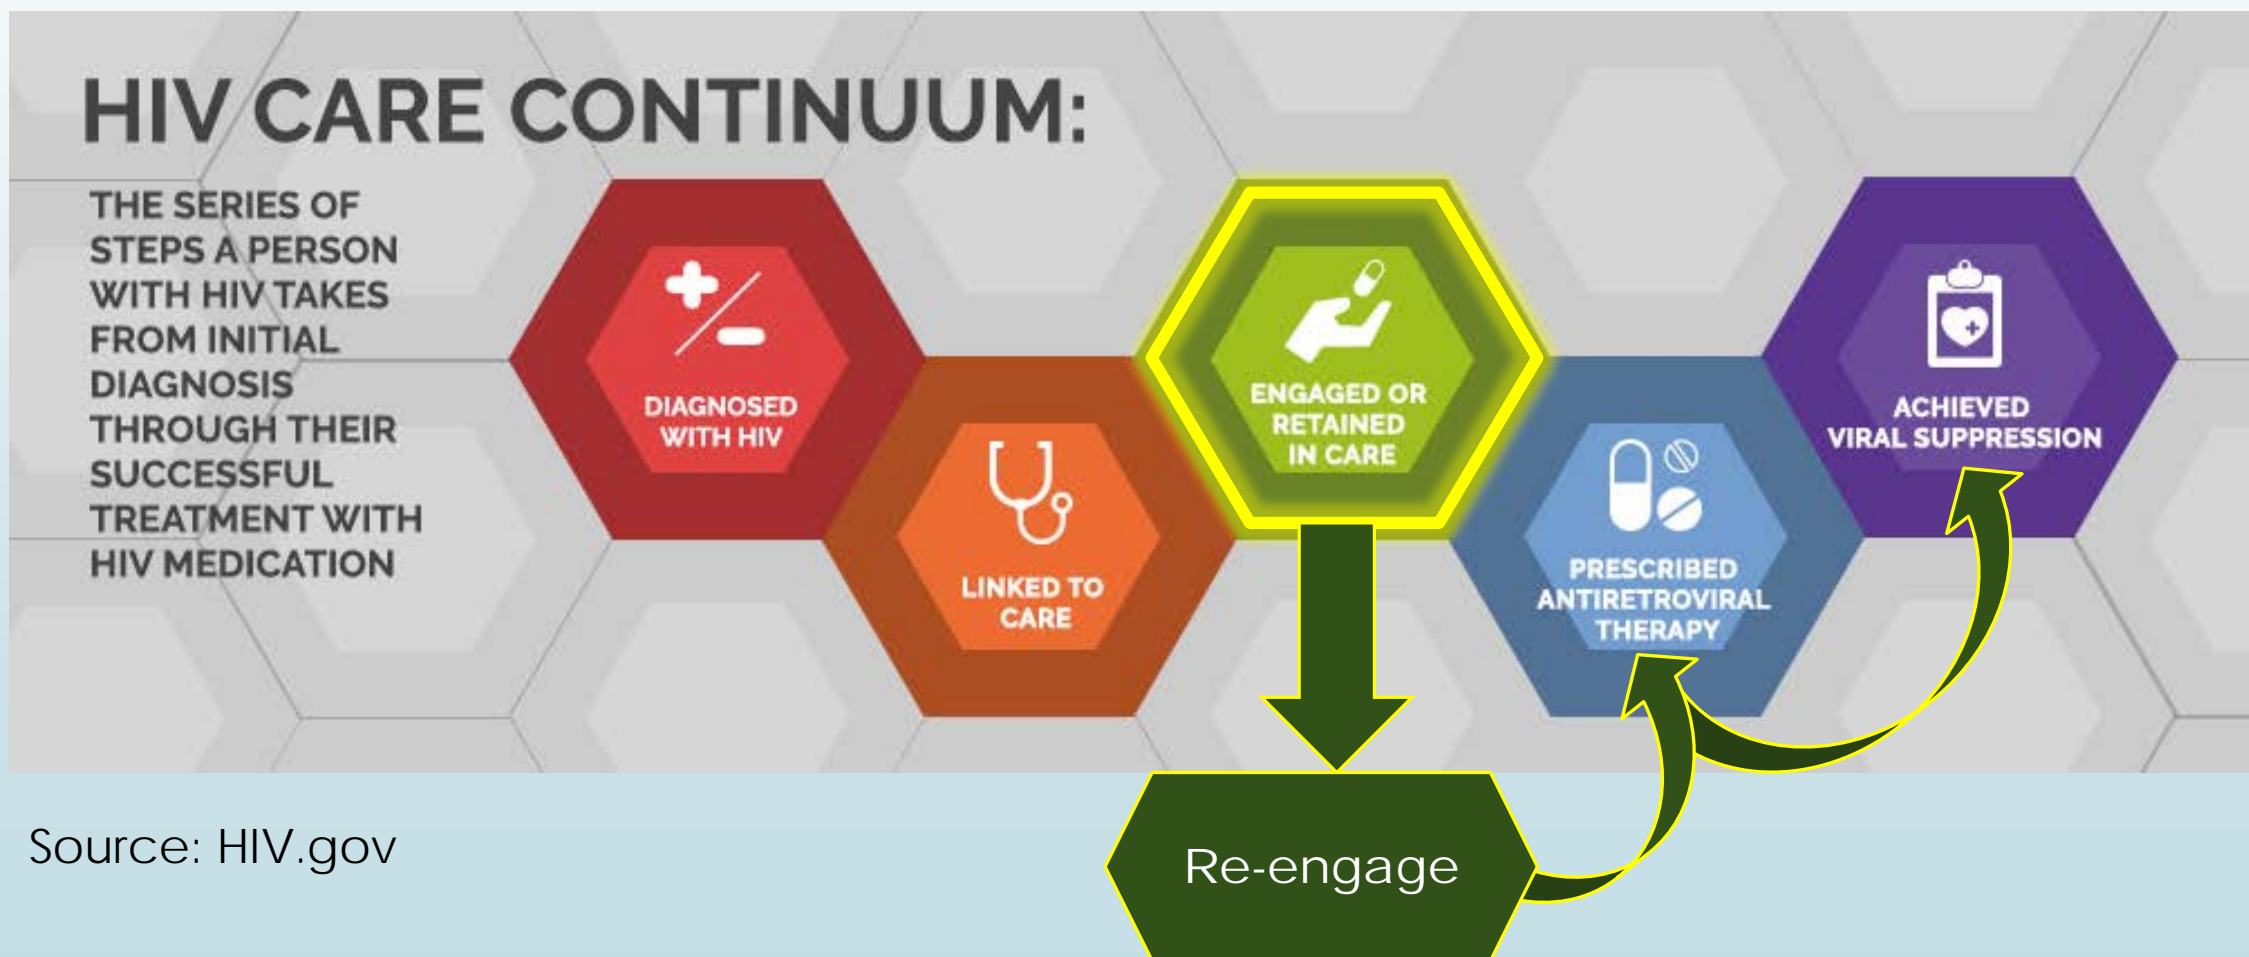 HIV CARE CONTINUUM:
THE SERIES OF
STEPS A PERSON
WITH HIV TAKES
FROM INITIAL
DIAGNOSIS
THROUGH THEIR
SUCCESSFUL
TREATMENT WITH
HIV MEDICATION
DIAGNOSED
WITH HIV
LINKED TO
CARE
ENGAGED OR
RETAINED
IN CARE
PRESCRIBED
ANTIRETROVIRAL
THERAPY
ACHIEVED
VIRAL SUPPRESSION
Re-engage
Source: HIV.gov